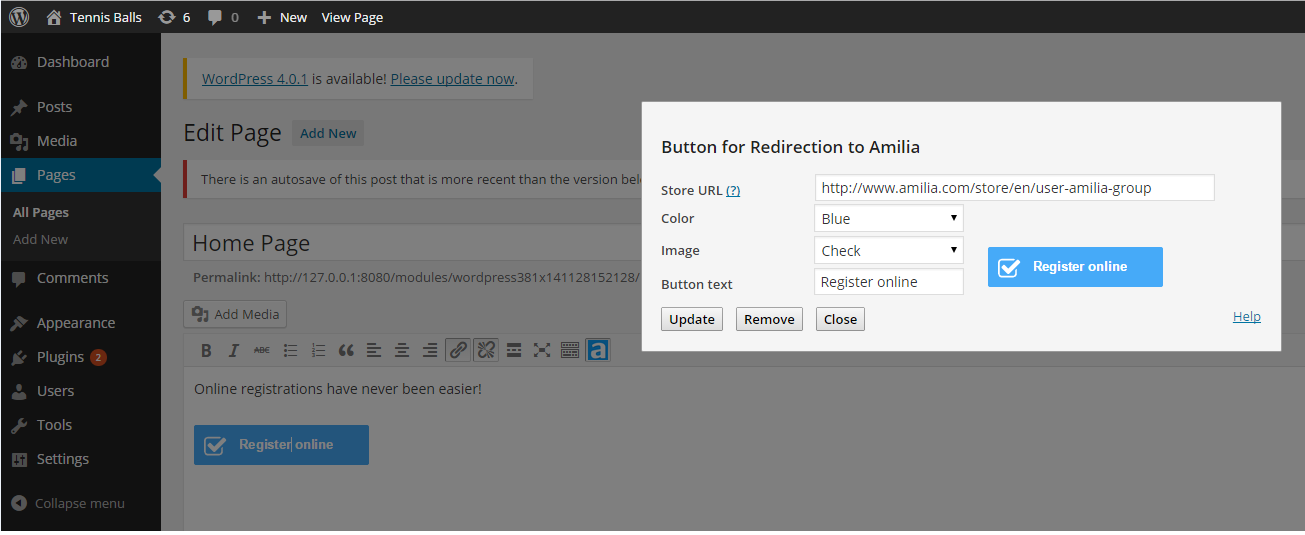 Tennis Balls 6 0 New View Page
Dashboard
Posts
Media
Pages
All Pages
Add New
Comments
Appearance
Plugins 2
Users
Tools
Settings
Collapse menu
WordPress 4.0.1 is available! Please update now.
Edit Page Add New
There is an autosave of this post that is more recent than the version belo
Home Page
Permalink: http://127.0.0.1:8080/modules/wordpress381x141128152128/
Add Media
B I ABC a
Online registrations have never been easier!
Register online
Button for Redirection to Amilia
Store URL (?) http://www.amilia.com/store/en/user-amilia-group
Color Blue
Image Check
Button text Register online
Register online
Update Remove Close
Help